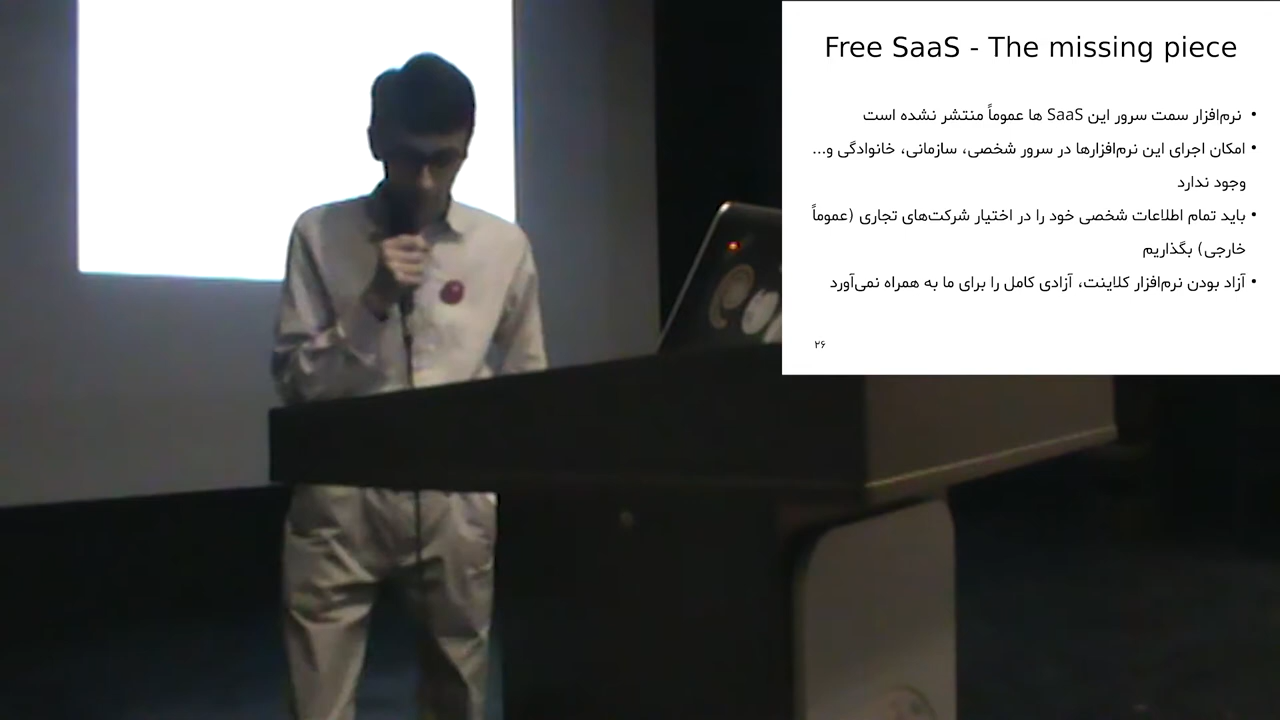 Free SaaS - The missing piece
• نرم‌افزار سمت سرور این SaaS ها عموماً منتشر نشده است
• امکان اجرای این نرم‌افزارها در سرور شخصی، سازمانی، خانوادگی و...
وجود ندارد
• باید تمام اطلاعات شخصی خود را در اختیار شرکت‌های تجاری (عموماً
خارجی) بگذاریم
• آزاد بودن نرم‌افزار کلاینت، آزادی کامل را برای ما به همراه نمی‌آورد
۲۶